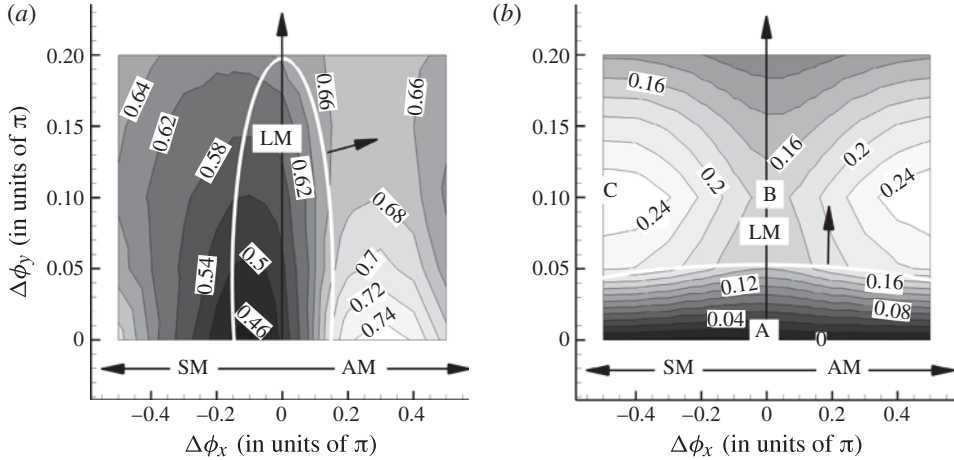 (a)
0.20
0.15
0.10
0.05
0
Δϕy (in units of π)
0.64
0.62
0.58
0.54
0.5
0.46
LM
0.62
0.66
0.66
0.68
0.7
0.72
0.74
SM
AM
−0.4 −0.2 0 0.2 0.4
Δϕx (in units of π)
(b)
0.20
0.15
0.10
0.05
0
Δϕy (in units of π)
0.16
0.16
0.2
0.2
C
B
0.24
0.24
LM
0.12
0.16
0.04
0.08
A
0
SM
AM
−0.4 −0.2 0 0.2 0.4
Δϕx (in units of π)